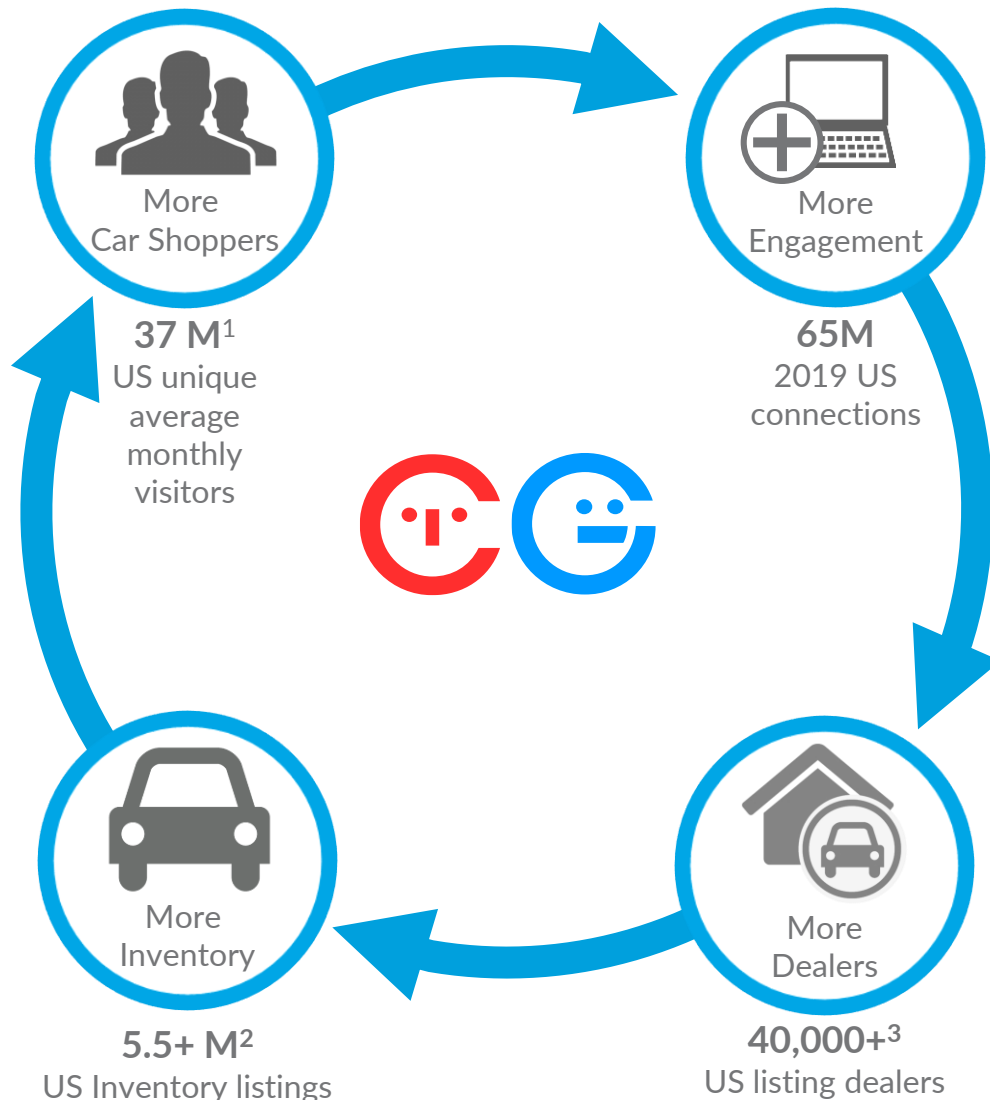 More
Car Shoppers
37 M¹
US unique
average
monthly
visitors
More
Engagement
65M
2019 US
connections
CG
More
Inventory
5.5+ M²
US Inventory listings
More
Dealers
40,000+³
US listing dealers